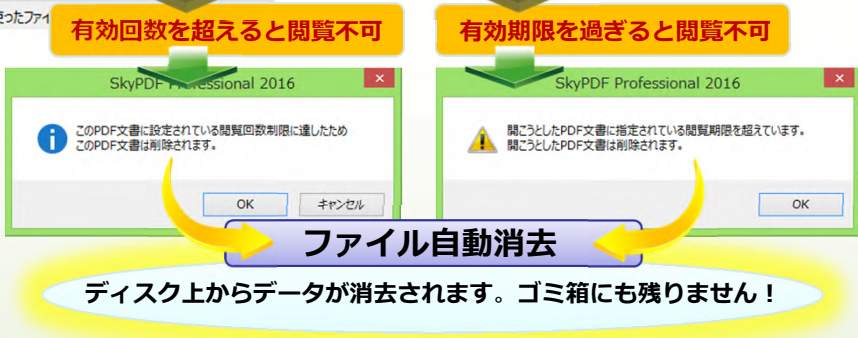 ったファイ
有効回数を超えると閲覧不可
有効期限を過ぎると閲覧不可
SkyPDF Professional 2016
このPDF文書に設定されている閲覧回数制限に達したため
このPDF文書は削除されます。
OK
キャンセル
SkyPDF Professional 2016
開こうとしたPDF文書に指定されている閲覧期限を超えています。
開こうとしたPDF文書は削除されます。
OK
ファイル自動消去
ディスク上からデータが消去されます。ゴミ箱にも残りません！